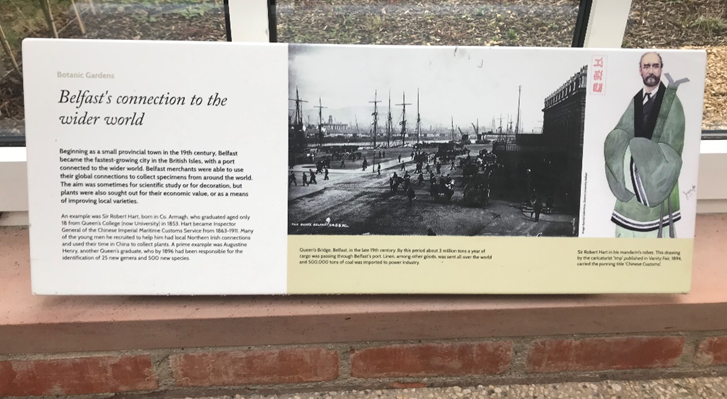 Botanic Gardens
Belfast's connection to the
wider world
Beginning as a small provincial town in the 19th century, Belfast
became the fastest-growing city in the British Isles, with a port
connected to the wider world. Belfast merchants were able to use
their global connections to collect specimens from around the world.
The aim was sometimes for scientific study or for decoration, but
plants were also sought out for their economic value, or as a means
of improving local varieties.
An example was Sir Robert Hart, born in Co. Armagh, who graduated aged only
18 from Queen's College (now University) in 1853. Hart became Inspector
General of the Chinese Imperial Maritime Customs Service from 1863-1911. Many
of the young men he recruited to help him had local Northern Irish connections
and used their time in China to collect plants. A prime example was Augustine
Henry, another Queen's graduate, who by 1896 had been responsible for the
identification of 25 new genera and 500 new species.
Queen's Bridge, Belfast, in the late 19th century. By this period about 3 million tons a year of
cargo was passing through Belfast's port. Linen, among other goods, was sent all over the world
and 500,000 tons of coal was imported to power industry.
Sir Robert Hart in his mandarin's robes. This drawing
by the caricaturist 'Imp' published in Vanity Fair, 1894,
carried the punning title 'Chinese Customs'.